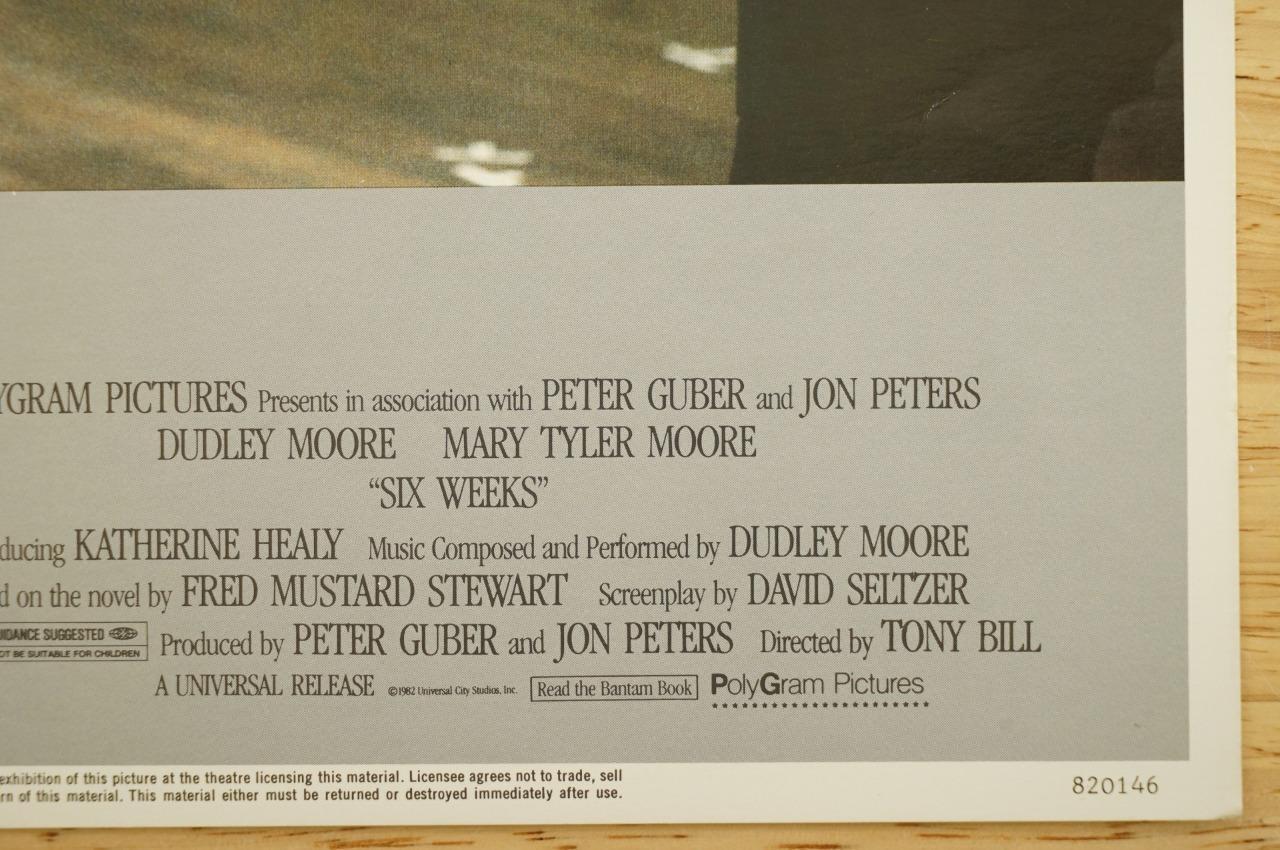 YGRAM PICTURES Presents in association with PETER GUBER and JON PETERS
DUDLEY MOORE MARY TYLER MOORE
“SIX WEEKS”
ducing KATHERINE HEALY Music Composed and Performed by DUDLEY MOORE
d on the novel by FRED MUSTARD STEWART Screenplay by DAVID SELTZER
IDANCE SUGGESTED
OT BE SUITABLE FOR CHILDREN
Produced by PETER GUBER and JON PETERS Directed by TONY BILL
A UNIVERSAL RELEASE ©1982 Universal City Studios, Inc. Read the Bantam Book PolyGram Pictures
exhibition of this picture at the theatre licensing this material. Licensee agrees not to trade, sell
rn of this material. This material either must be returned or destroyed immediately after use.
820146